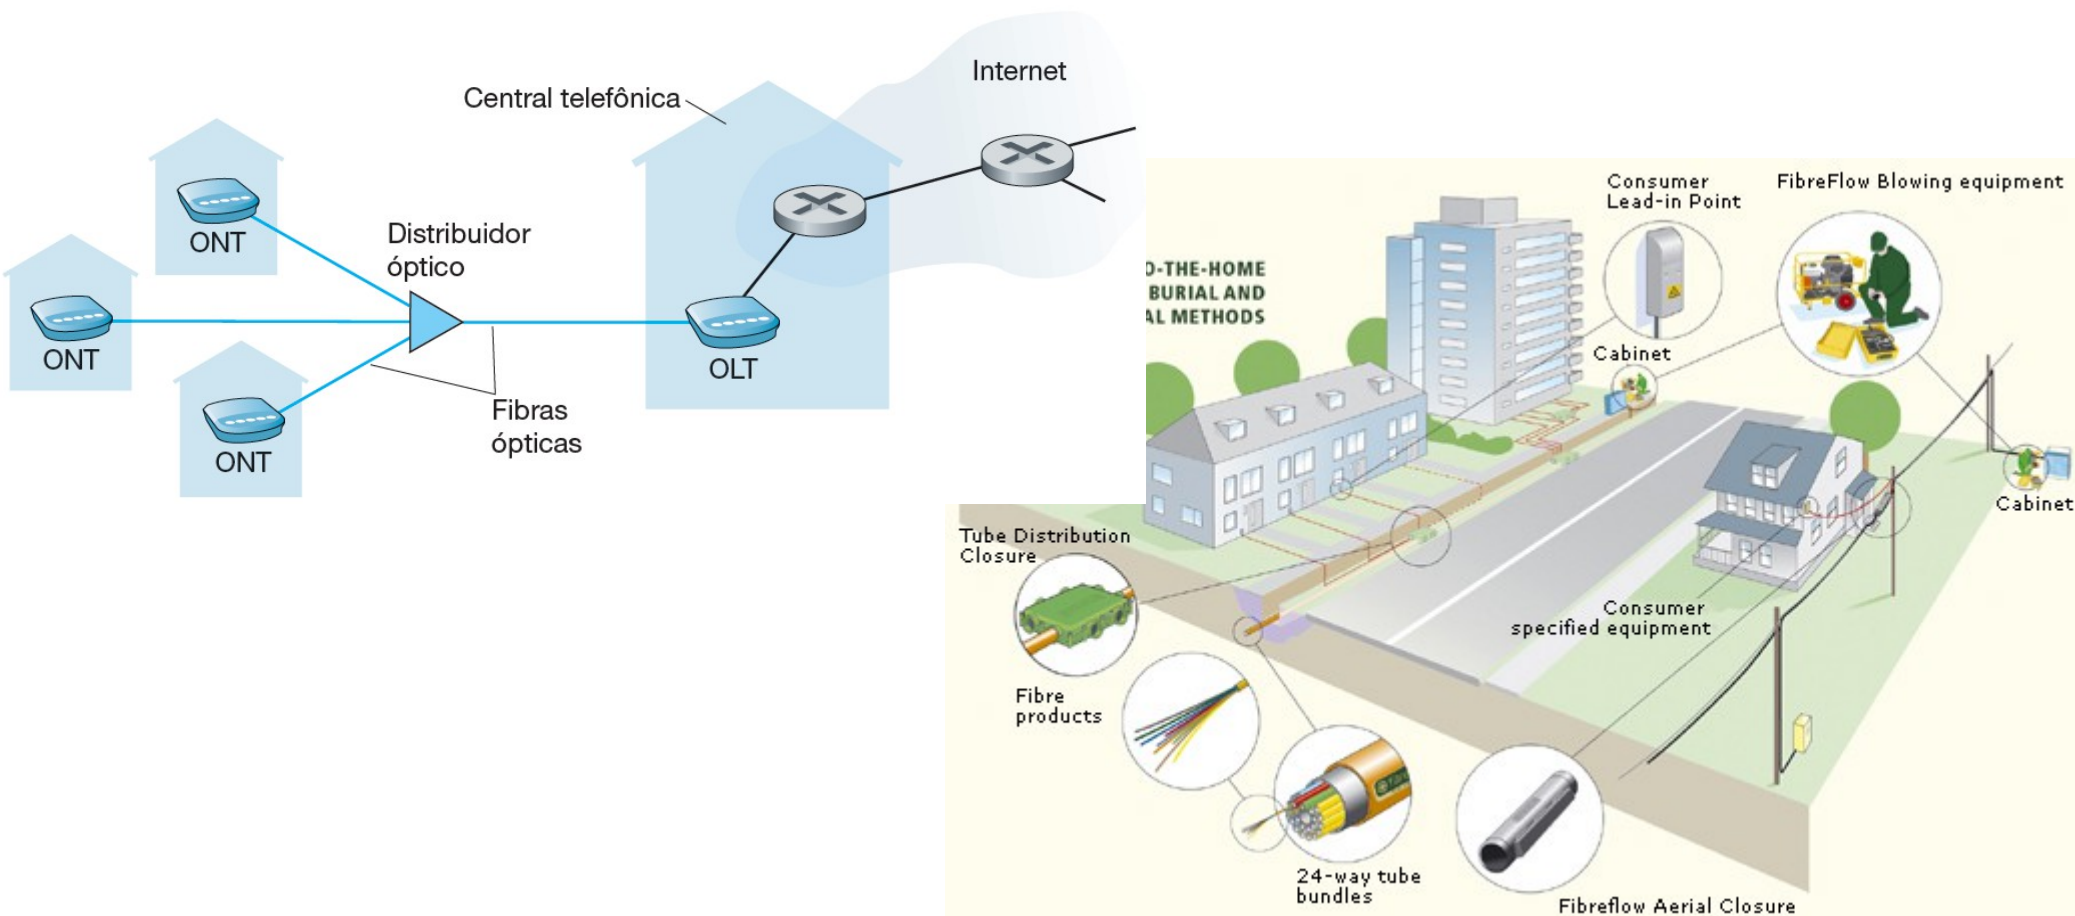 Central telefônica
Internet
ONT
Distribuidor
óptico
ONT
OLT
ONT
Fibras
ópticas
Consumer
Lead-in Point
FibreFlow Blowing equipment
O-THE-HOME
BURIAL AND
AL METHODS
Cabinet
Cabinet
Tube Distribution
Closure
Consumer
specified equipment
Fibre
products
24-way tube
bundles
Fibreflow Aerial Closure